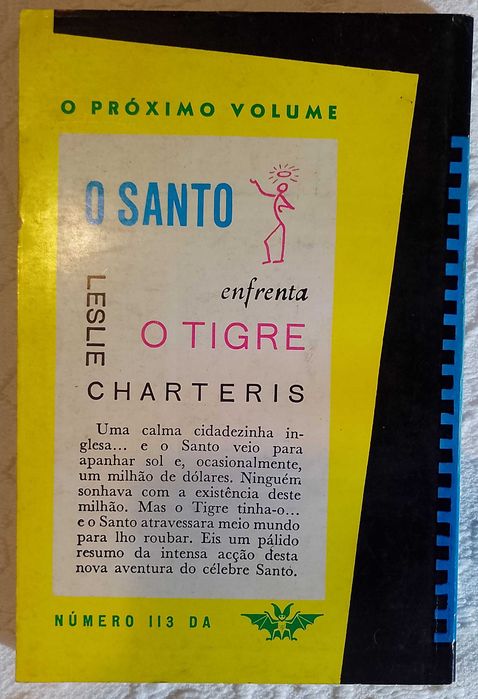 O PRÓXIMO VOLUME
O SANTO
enfrenta
O TIGRE
LESLIE
CHARTERIS
Uma calma cidadezinha in-
glesa... e o Santo veio para
apanhar sol e, ocasionalmente,
um milhão de dólares. Ninguém
sonhava com a existência deste
milhão. Mas o Tigre tinha-o...
e o Santo atravessara meio mundo
para lho roubar. Eis um pálido
resumo da intensa acção desta
nova aventura do célebre Santo.
NÚMERO 113 DA